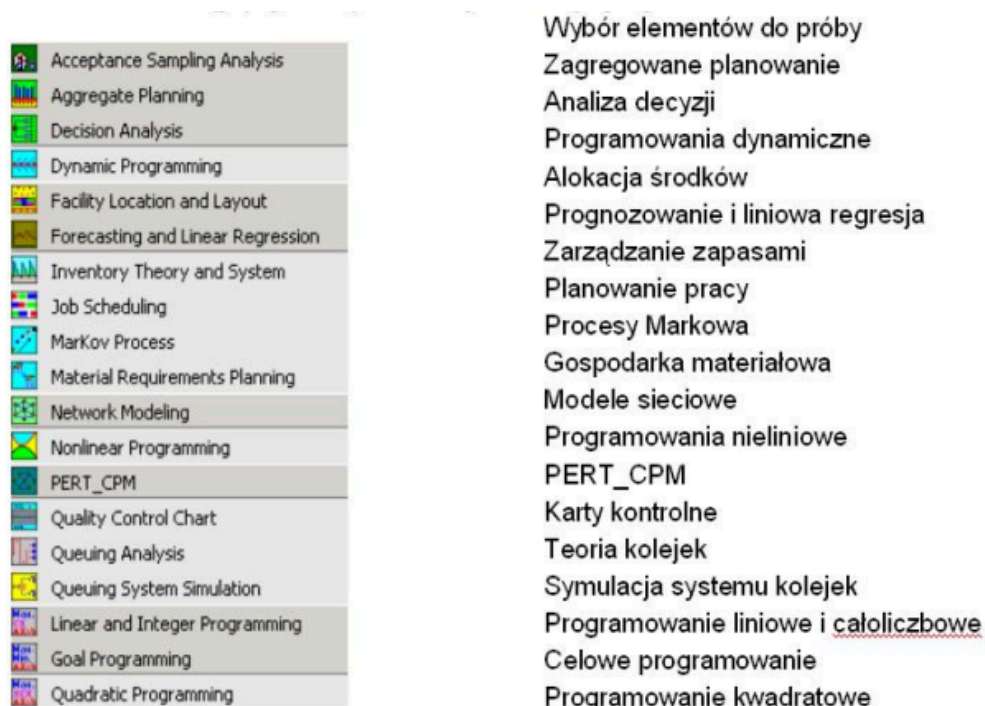 Acceptance Sampling Analysis
Aggregate Planning
Decision Analysis
Dynamic Programming
Facility Location and Layout
Forecasting and Linear Regression
Inventory Theory and System
Job Scheduling
MarKov Process
Material Requirements Planning
Network Modeling
Nonlinear Programming
PERT_CPM
Quality Control Chart
Queuing Analysis
Queuing System Simulation
Linear and Integer Programming
Goal Programming
Quadratic Programming
Wybór elementów do próby
Zagregowane planowanie
Analiza decyzji
Programowania dynamiczne
Alokacja środków
Prognozowanie i liniowa regresja
Zarządzanie zapasami
Planowanie pracy
Procesy Markowa
Gospodarka materiałowa
Modele sieciowe
Programowania nieliniowe
PERT_CPM
Karty kontrolne
Teoria kolejek
Symulacja systemu kolejek
Programowanie liniowe i całoliczbowe
Celowe programowanie
Programowanie kwadratowe